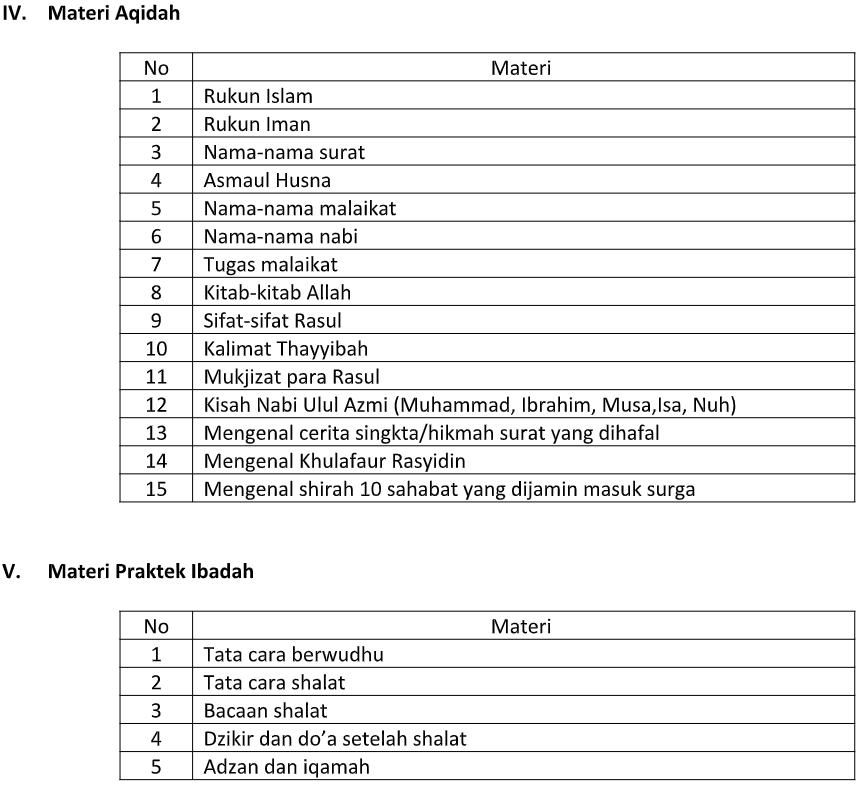 IV. Materi Aqidah
No Materi
1 Rukun Islam
2 Rukun Iman
3 Nama-nama surat
4 Asmaul Husna
5 Nama-nama malaikat
6 Nama-nama nabi
7 Tugas malaikat
8 Kitab-kitab Allah
9 Sifat-sifat Rasul
10 Kalimat Thayyibah
11 Mukjizat para Rasul
12 Kisah Nabi Ulul Azmi (Muhammad, Ibrahim, Musa,Isa, Nuh)
13 Mengenal cerita singkta/hikmah surat yang dihafal
14 Mengenal Khulafaur Rasyidin
15 Mengenal shirah 10 sahabat yang dijamin masuk surga
V. Materi Praktek Ibadah
No Materi
1 Tata cara berwudhu
2 Tata cara shalat
3 Bacaan shalat
4 Dzikir dan do’a setelah shalat
5 Adzan dan iqamah